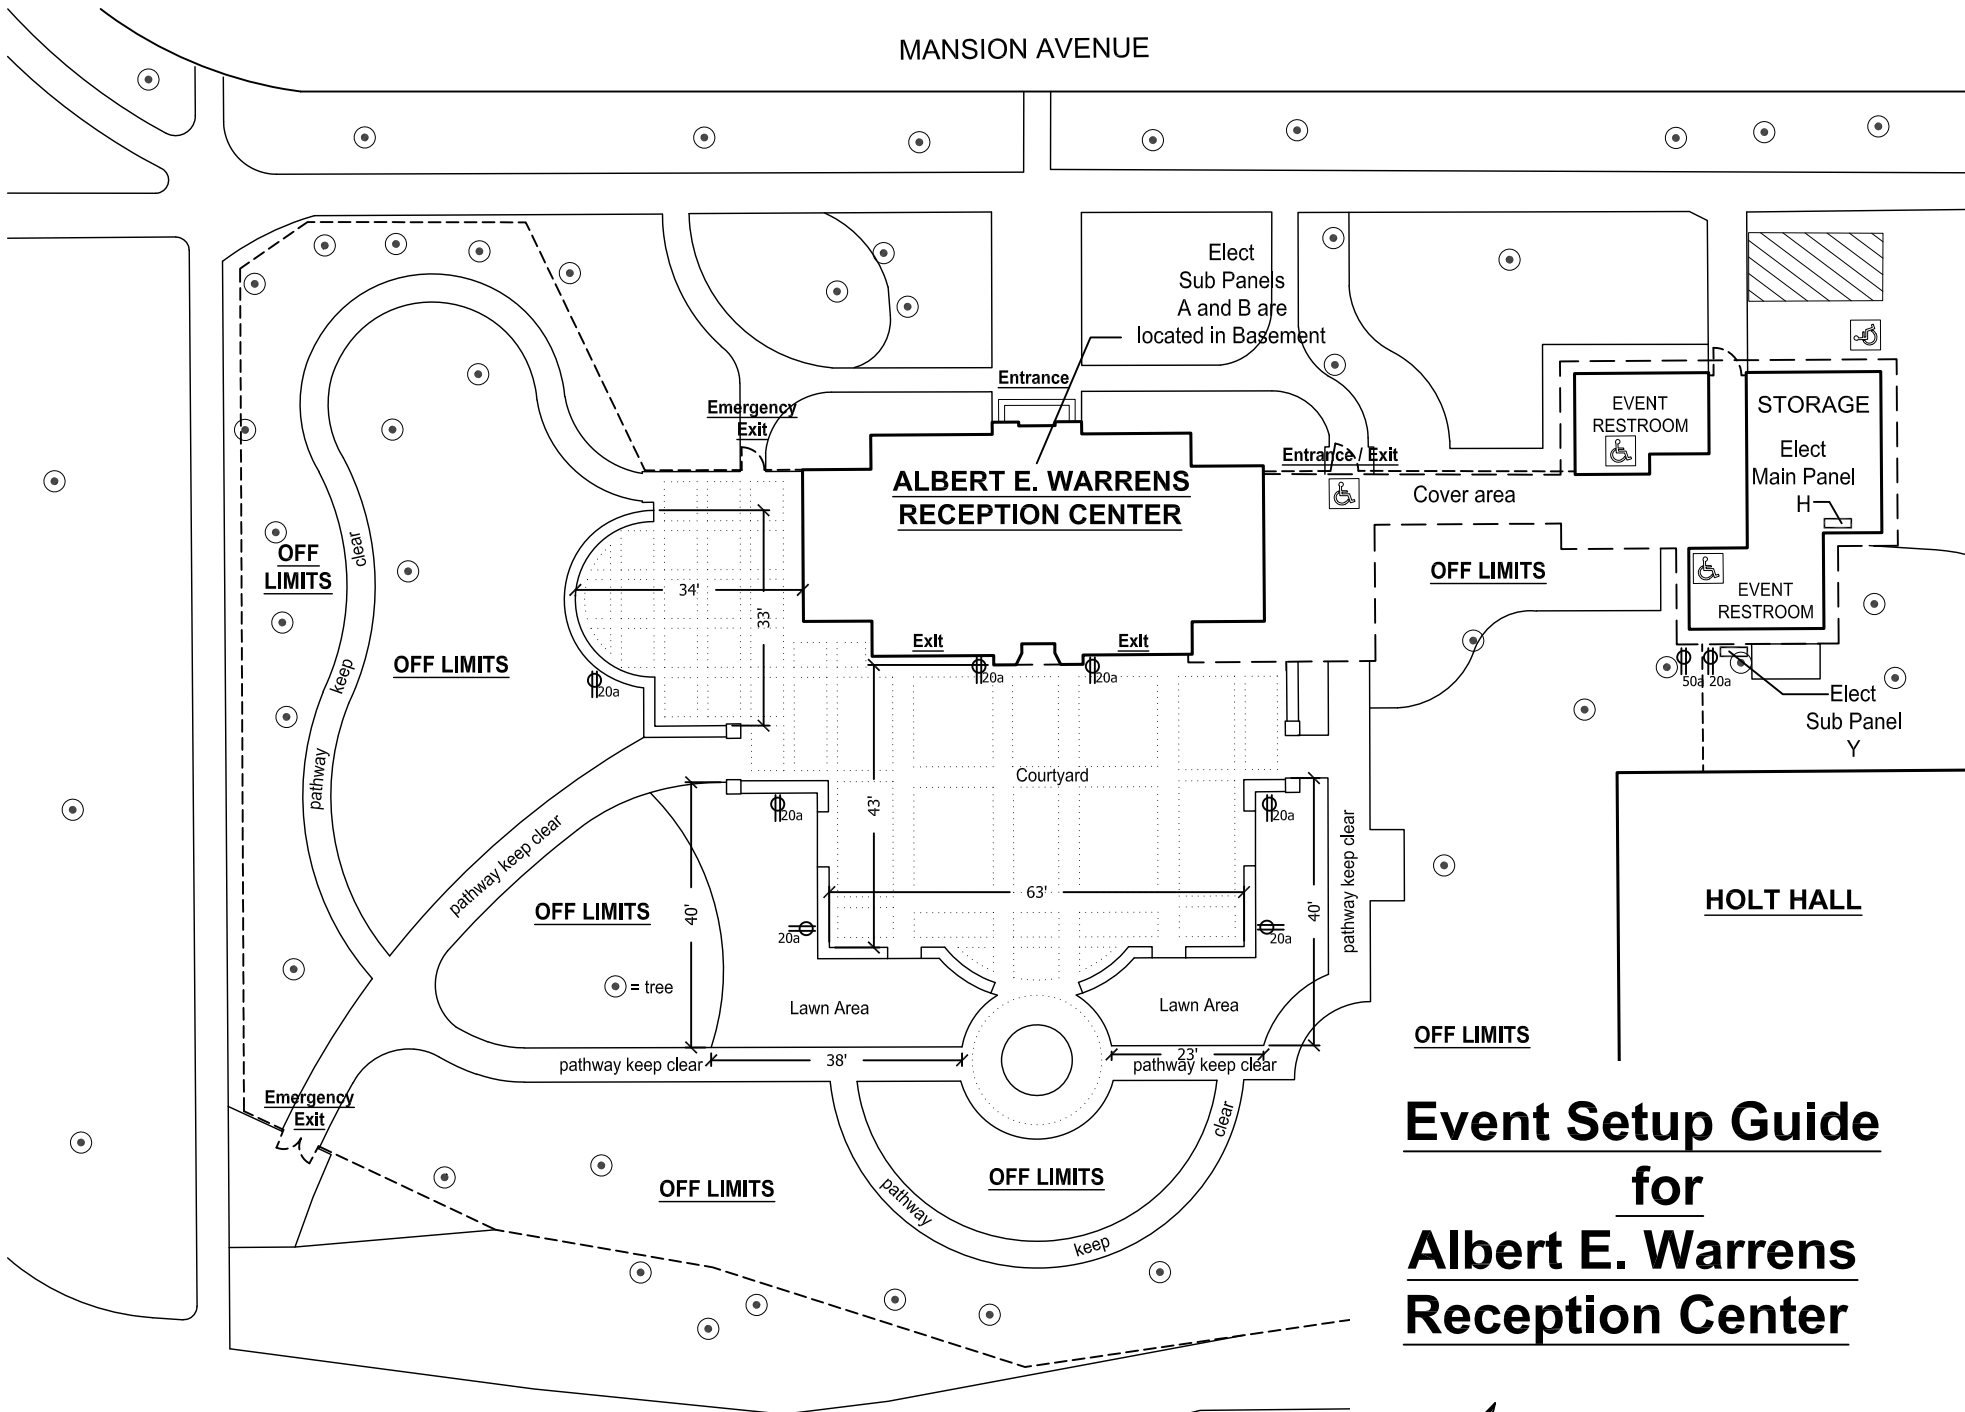 MANSION AVENUE
Elect
Sub Panels
A and B are
located in Basement
Entrance
Emergency
Exit
Entrance / Exit
EVENT
RESTROOM
STORAGE
Elect
Main Panel
H
ALBERT E. WARRENS
RECEPTION CENTER
Cover area
OFF
LIMITS
clear
keep
pathway
OFF LIMITS
34'
33'
OFF LIMITS
EVENT
RESTROOM
ExIt
ExIt
20a
20a
20a
50a
20a
Elect
Sub Panel
Y
Courtyard
43'
20a
20a
pathway keep clear
pathway keep clear
63'
OFF LIMITS
40'
40'
HOLT HALL
20a
20a
= tree
Lawn Area
Lawn Area
OFF LIMITS
pathway keep clear
38'
23'
pathway keep clear
Emergency
Exit
clear
OFF LIMITS
OFF LIMITS
pathway
keep
Event Setup Guide
for
Albert E. Warrens
Reception Center